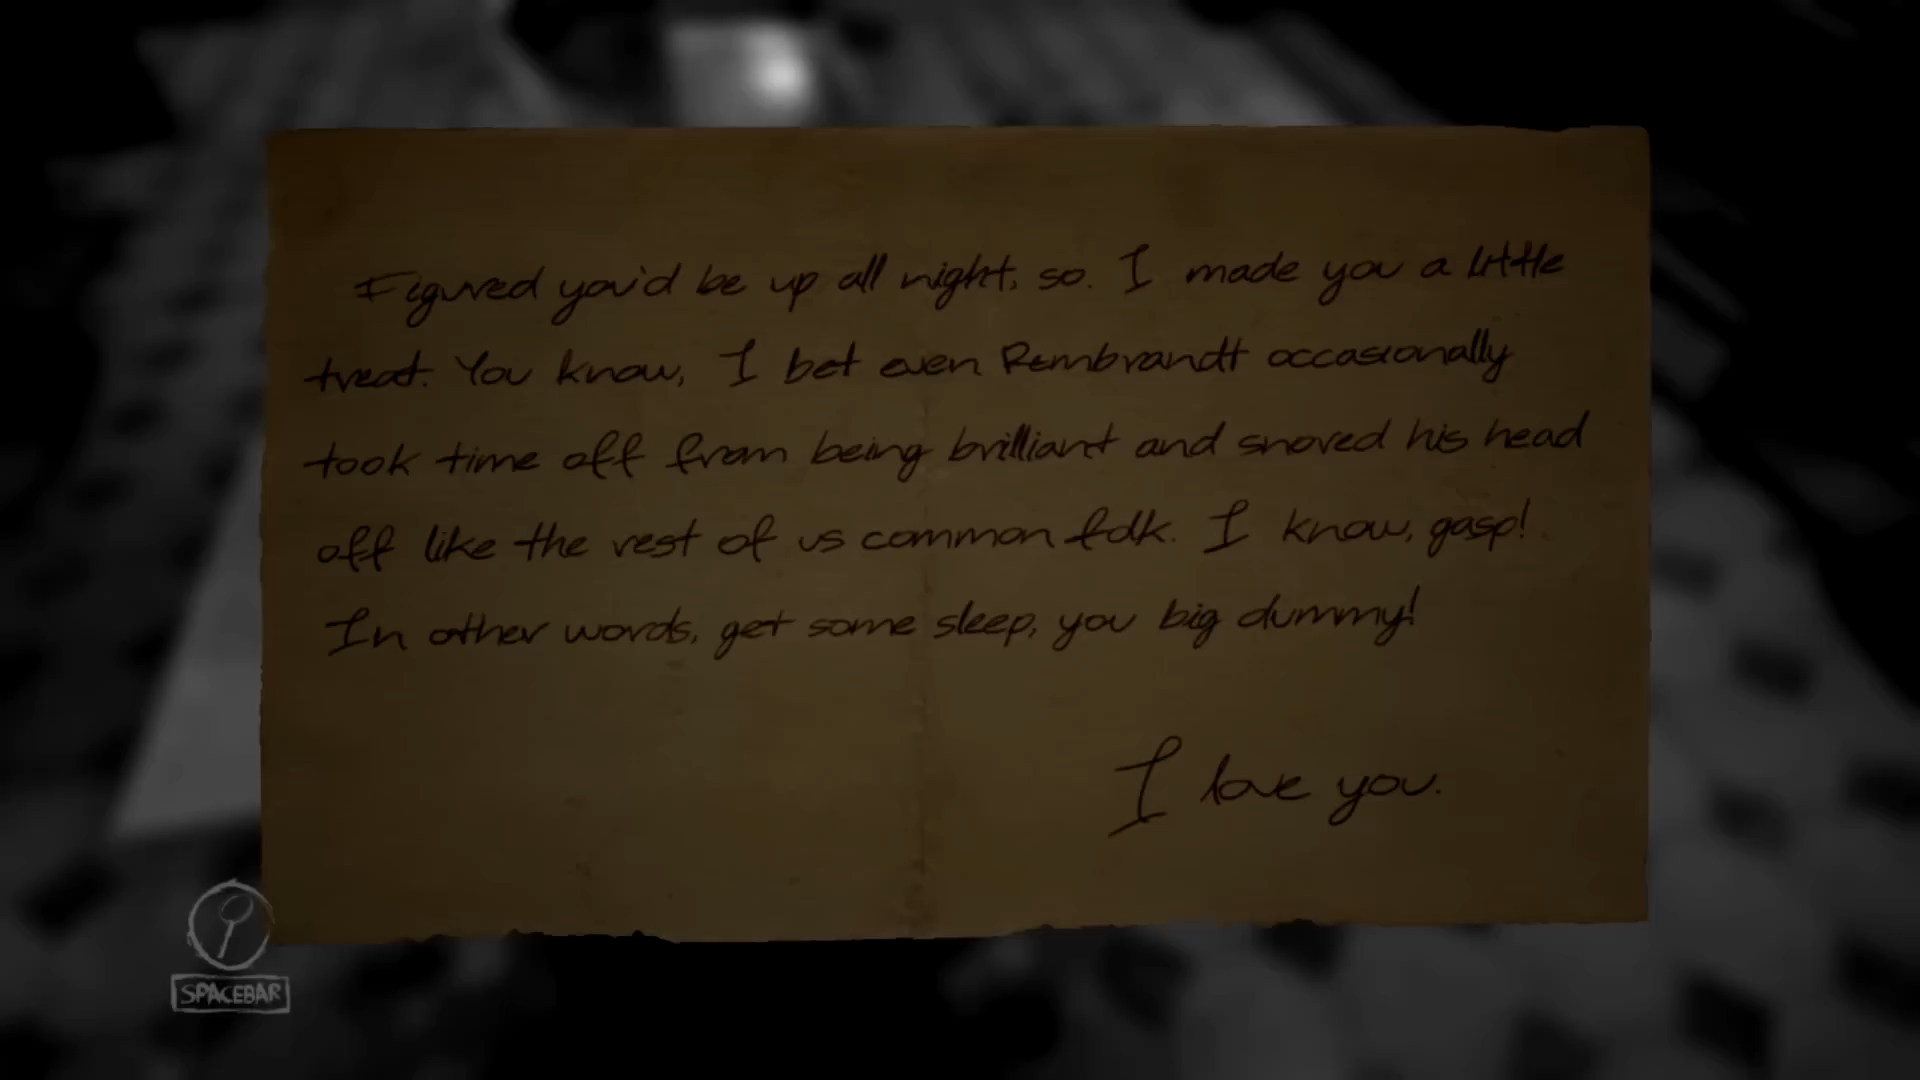 Figured you'd be up all night, so. I made you a little
treat. You know, I bet even Rembrandt occasionally
took time off from being brilliant and snored his head
off like the rest of us common folk. I know, gasp!
In other words, get some sleep, you big dummy!
I love you.
SPACEBAR